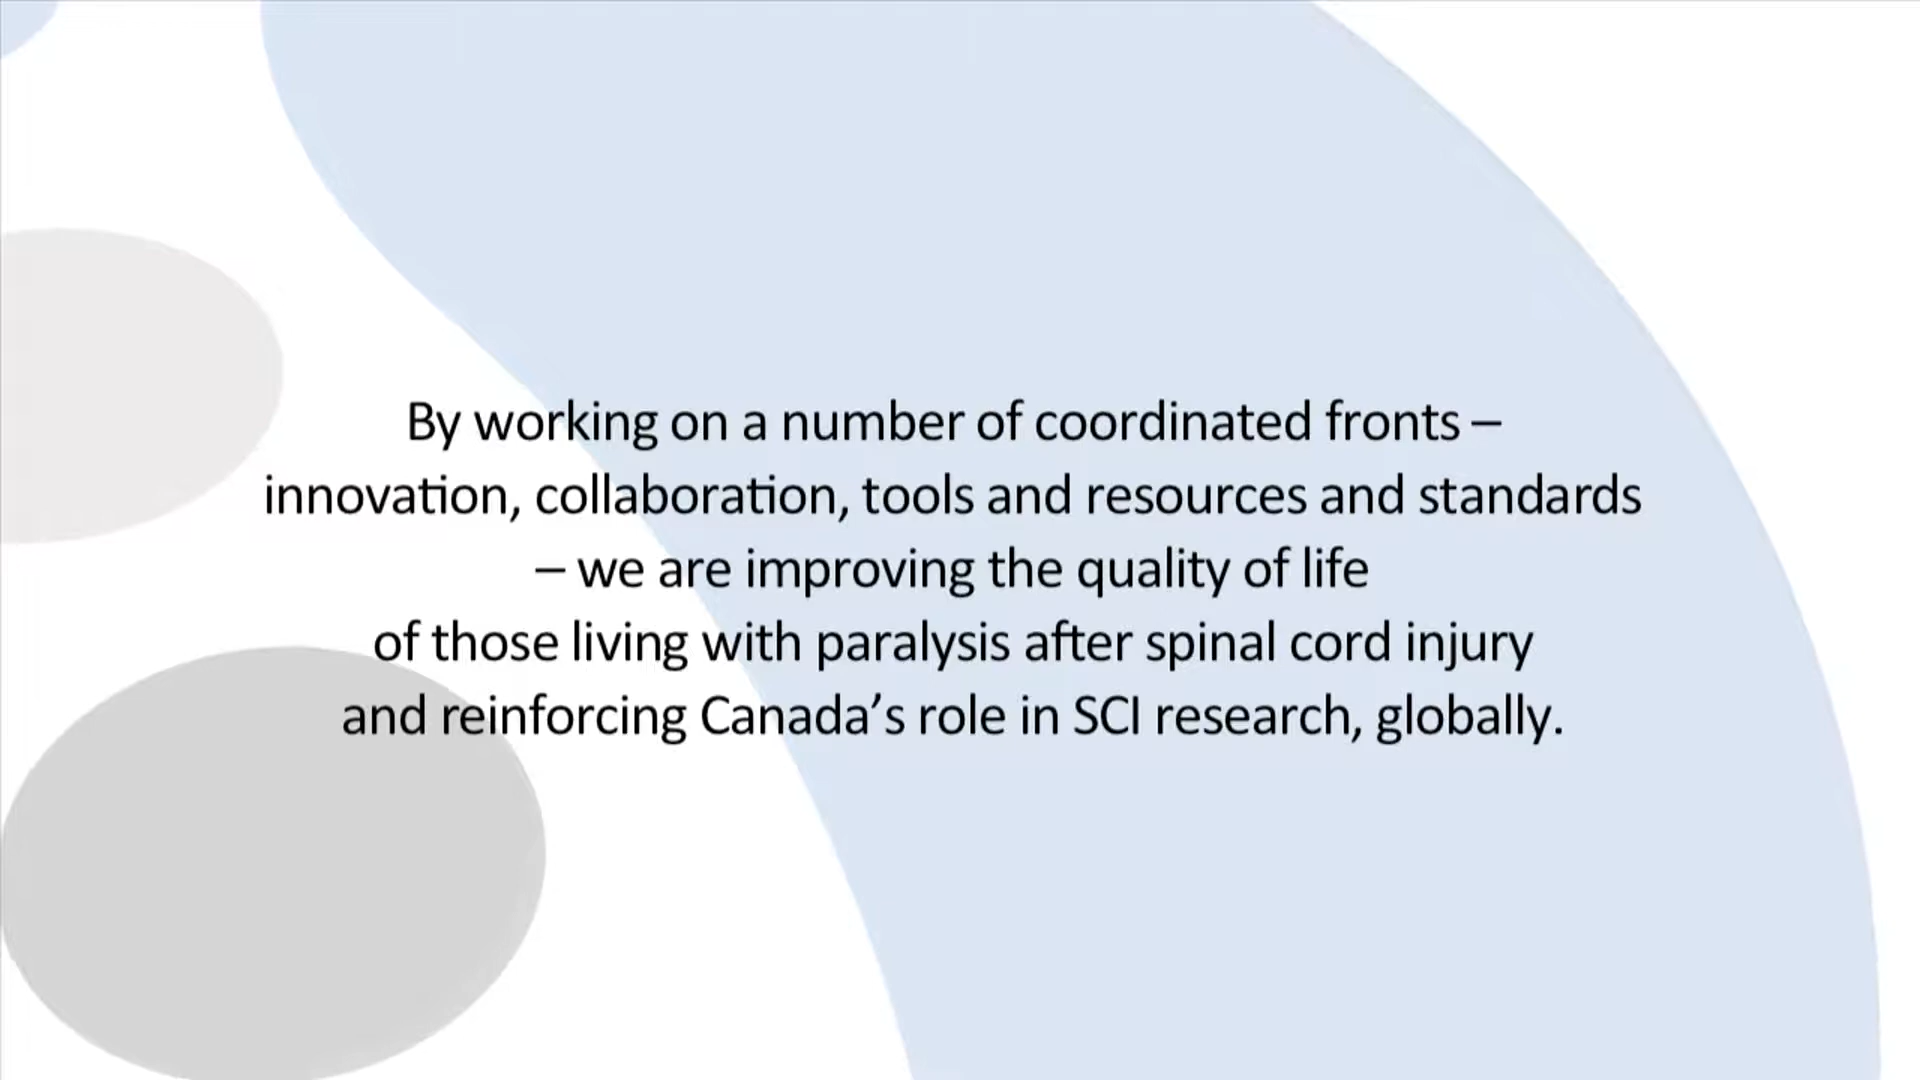 By working on a number of coordinated fronts –
innovation, collaboration, tools and resources and standards
– we are improving the quality of life
of those living with paralysis after spinal cord injury
and reinforcing Canada’s role in SCI research, globally.